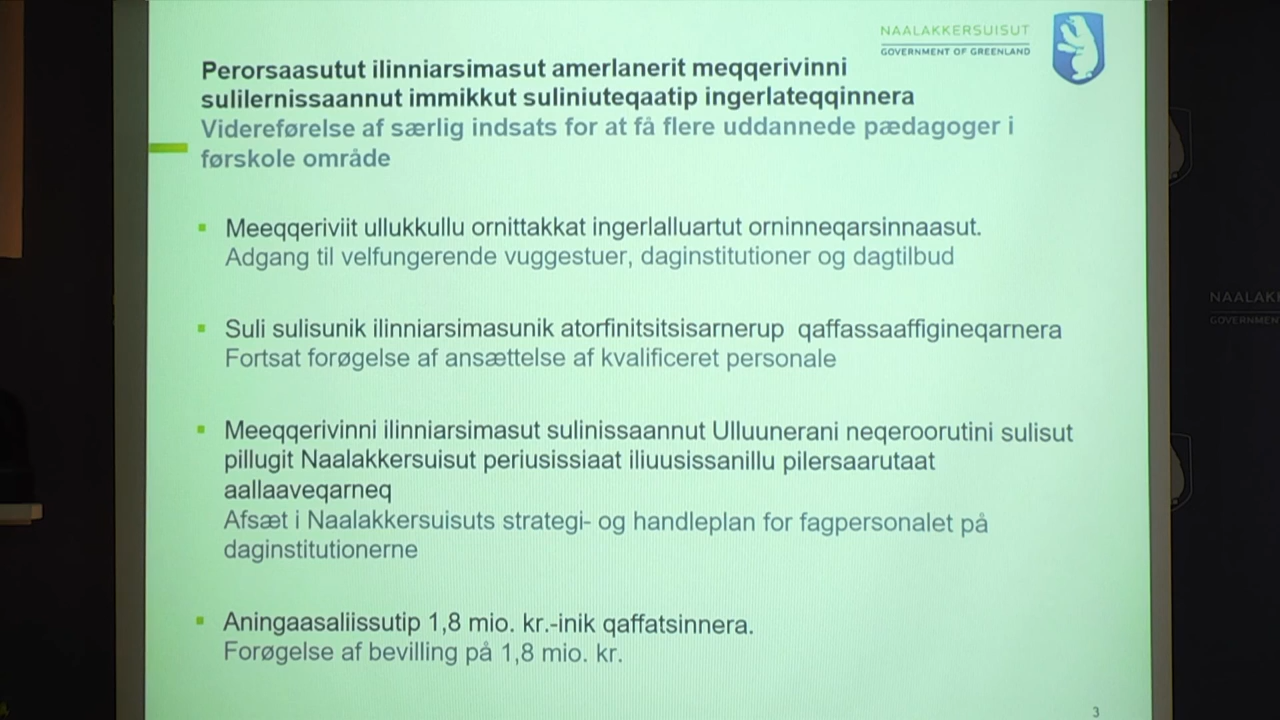 NAALAKKERSUISUT
GOVERNMENT OF GREENLAND
Perorsaasutut ilinniarsimasut amerlanerit meqqerivinni
sulilernissaannut immikkut suliniuteqaatip ingerlateqqinnera
Videreførelse af særlig indsats for at få flere uddannede pædagoger i
førskole område
Meeqqeriviit ullukkullu ornittakkat ingerlalluartut orninneqarsinnaasut.
Adgang til velfungerende vuggestuer, daginstitutioner og dagtilbud
Suli sulisunik ilinniarsimasunik atorfinitsitsisarnerup qaffassaaffigineqarnera
Fortsat forøgelse af ansættelse af kvalificeret personale
Meeqqerivinni ilinniarsimasut sulinissaannut Ulluunerani neqeroorutini sulisut
pillugit Naalakkersuisut periusissiaat iliuusissanillu pilersaarutaat
aallaaveqarneq
Afsæt i Naalakkersuisuts strategi- og handleplan for fagpersonalet på
daginstitutionerne
Aningaasaliissutip 1,8 mio. kr.-inik qaffatsinnera.
Forøgelse af bevilling på 1,8 mio. kr.
3